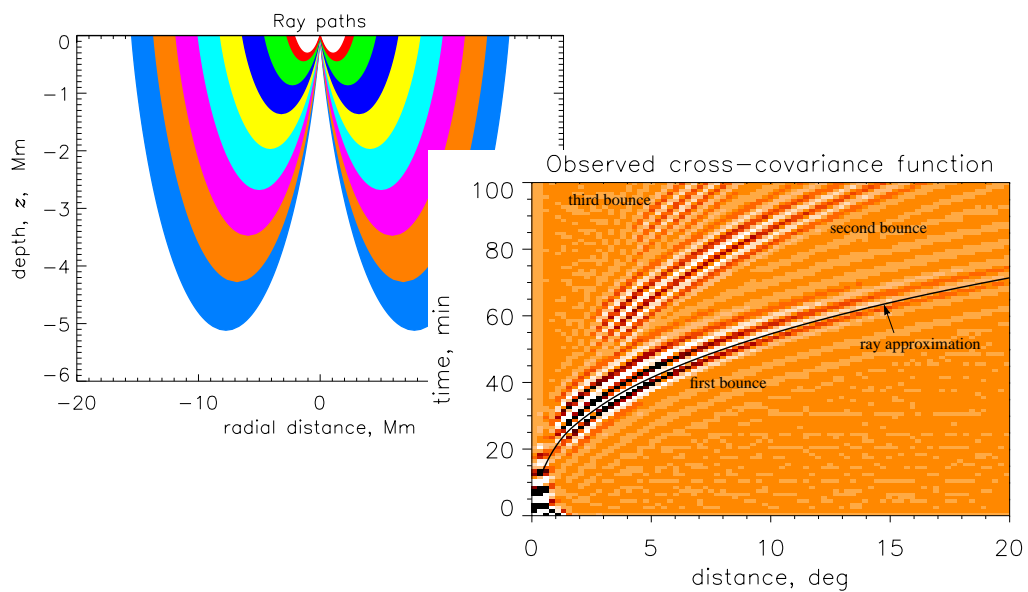 Ray paths
0
−1
−2
−3
−4
−5
−6
depth, z, Mm
−20
−10
0
radial distance, Mm
Observed cross−covariance function
100
80
60
40
20
0
time, min
third bounce
second bounce
ray approximation
first bounce
0
5
10
15
20
distance, deg